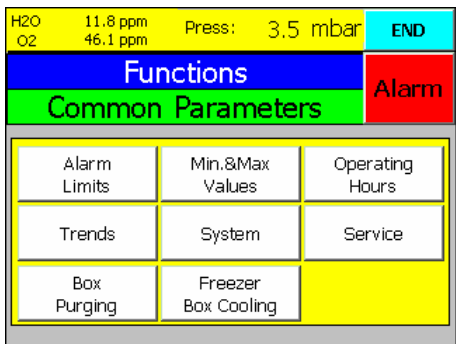 H2O 11.8 ppm Press: 3.5 mbar END
O2 46.1 ppm
Functions
Alarm
Common Parameters
Alarm Limits
Min.&Max Values
Operating Hours
Trends
System
Service
Box Purging
Freezer Box Cooling